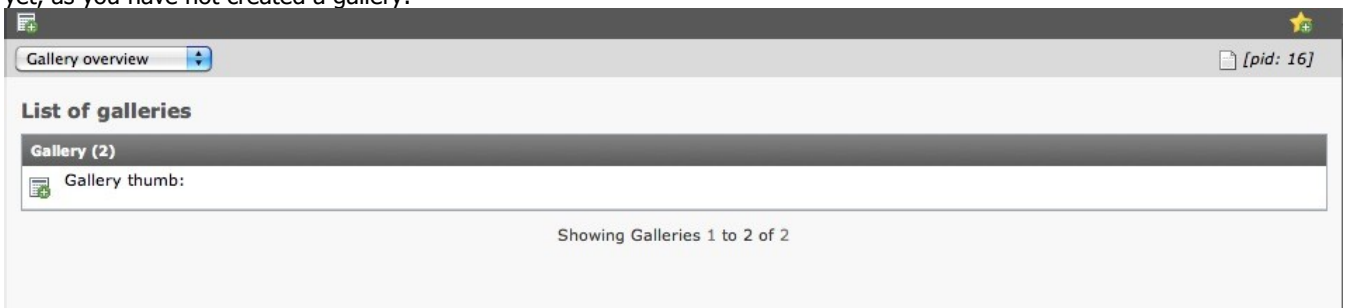 yet, as you have not created a gallery.
Gallery overview
[pid: 16]
List of galleries
Gallery (2)
Gallery thumb:
Showing Galleries 1 to 2 of 2